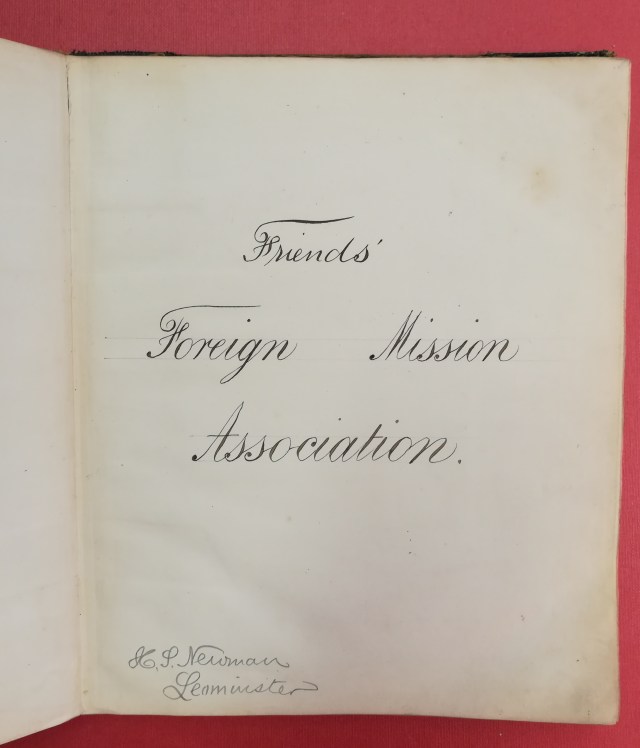 Friends'
Foreign Mission
Association.
H. S. Newman
Leominster